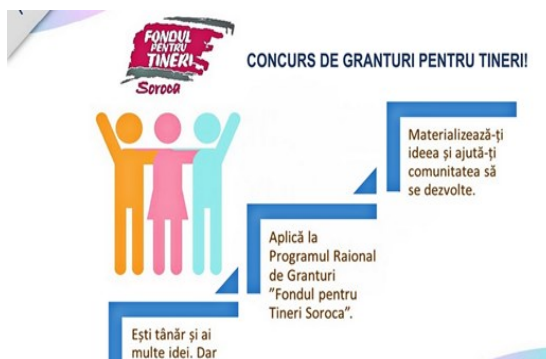 FONDUL
PENTRU
TINERI
Soroca
CONCURS DE GRANTURI PENTRU TINERI!
Materializează-ți
ideea și ajută-ți
comunitatea să
se dezvolte.
Aplică la
Programul Raional
de Granturi
"Fondul pentru
Tineri Soroca".
Ești tânăr și ai
multe idei. Dar